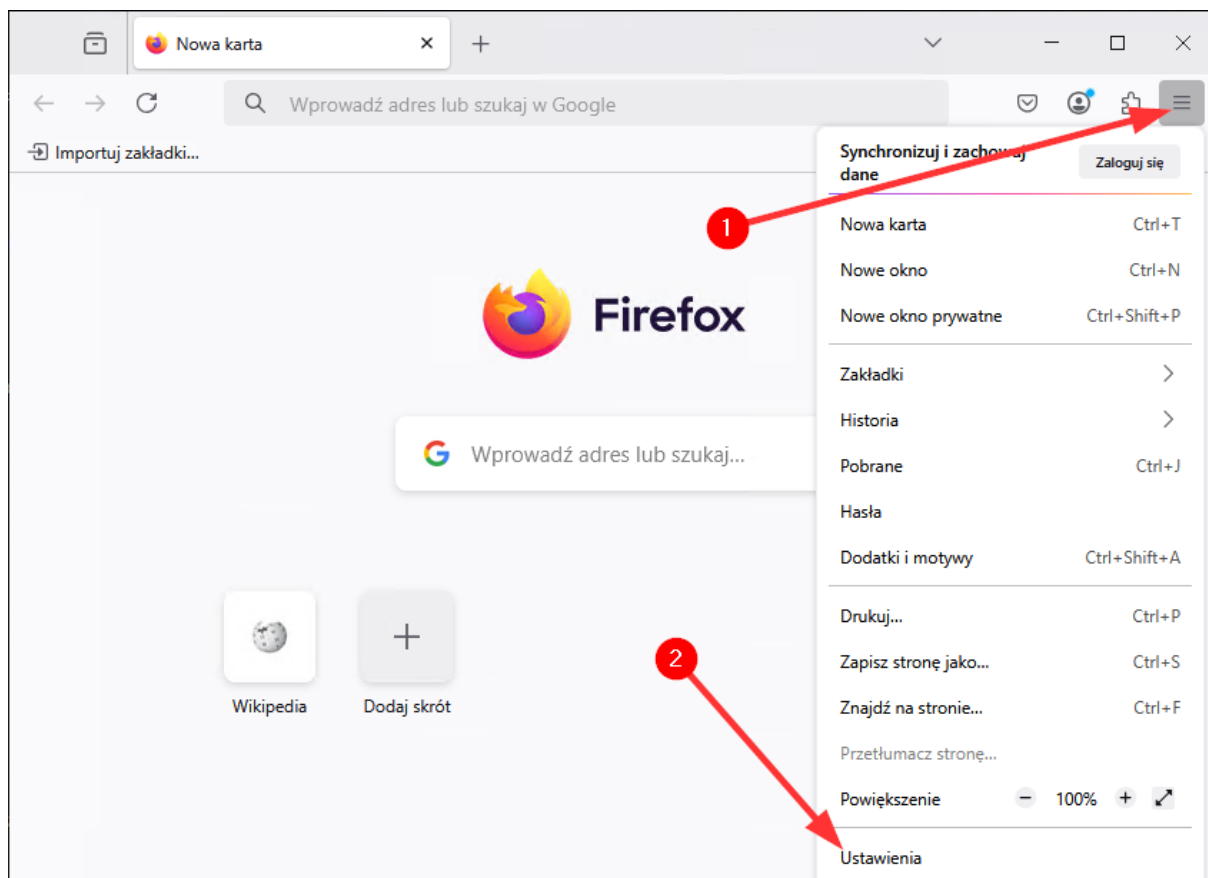 Nowa karta
Wprowadź adres lub szukaj w Google
Importuj zakładki...
Synchronizuj i zachowaj
dane
Zaloguj się
1
Nowa karta Ctrl+T
Nowe okno Ctrl+N
Nowe okno prywatne Ctrl+Shift+P
Firefox
Zakładki
Historia
Wprowadź adres lub szukaj...
Pobrane Ctrl+J
Hasła
Dodatki i motywy Ctrl+Shift+A
Drukuj... Ctrl+P
2
Zapisz stronę jako... Ctrl+S
Wikipedia
Dodaj skrót
Znajdź na stronie... Ctrl+F
Przetłumacz stronę...
Powiększenie 100%
Ustawienia